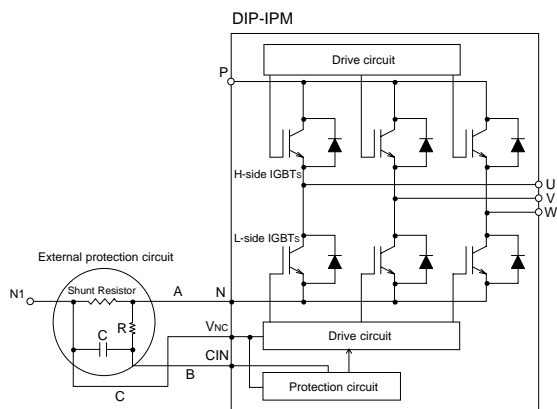 DIP-IPM
Drive circuit
P
H-side IGBTs
U
V
W
L-side IGBTs
External protection circuit
Shunt Resistor
N1
A
N
R
C
VNC
Drive circuit
CIN
B
C
Protection circuit